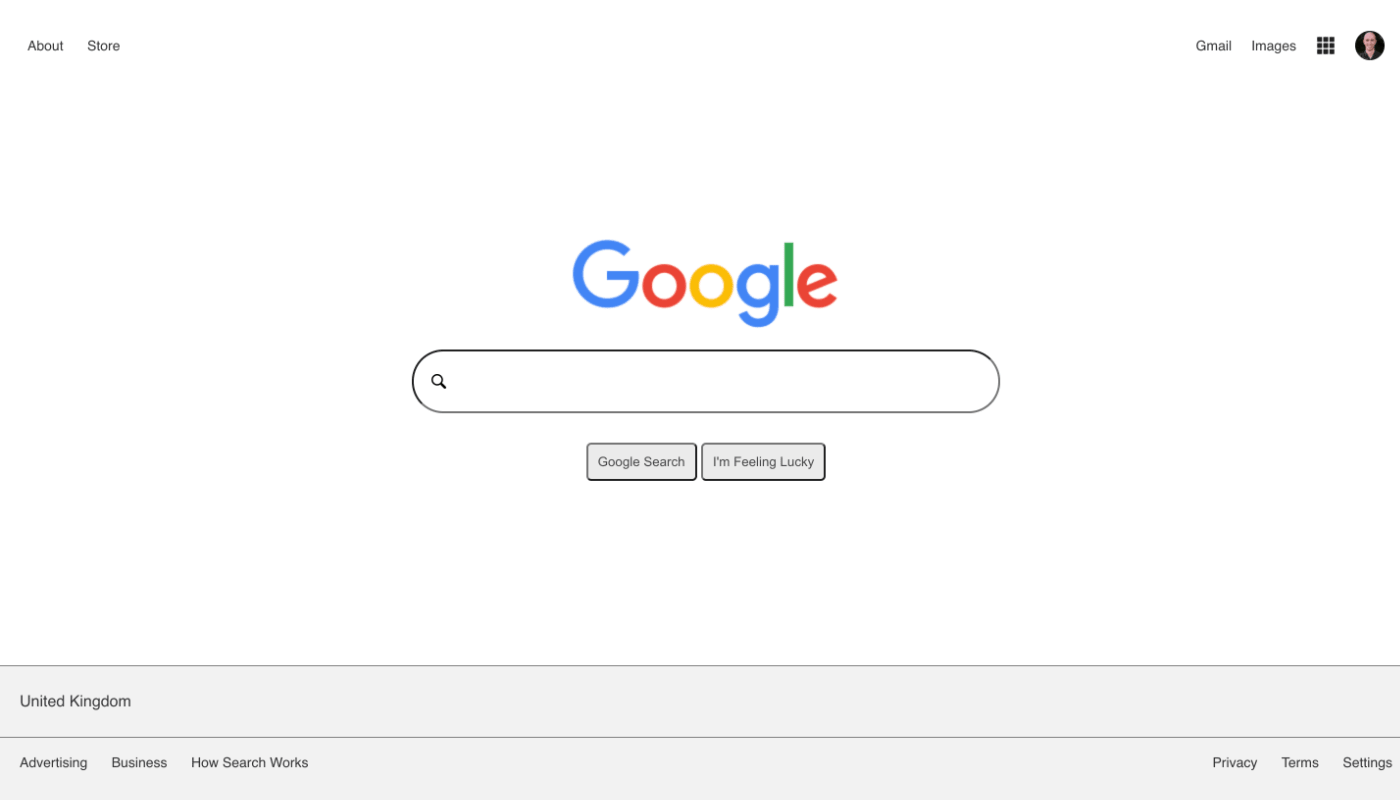 About Store Gmail Images
Google
Google Search I'm Feeling Lucky
United Kingdom
Advertising Business How Search Works Privacy Terms Settings